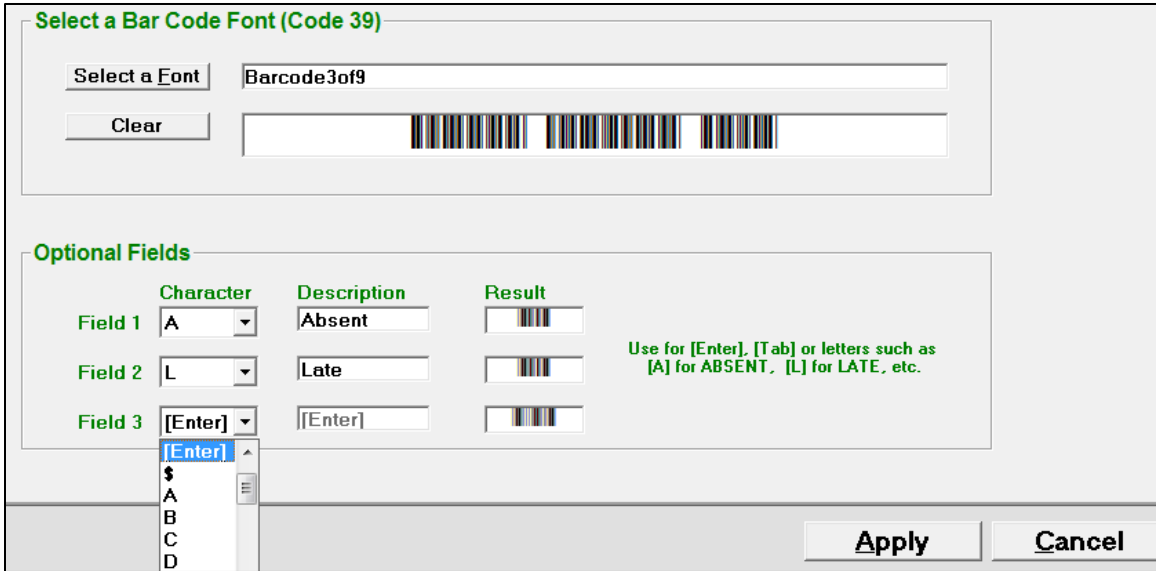 Select a Bar Code Font (Code 39)
Select a Font
Barcode3of9
Clear
Optional Fields
Character Description Result
Field 1 A Absent
Use for [Enter], [Tab] or letters such as
[A] for ABSENT, [L] for LATE, etc.
Field 2 L Late
Field 3 [Enter] [Enter]
[Enter]
$
A
B
C
D
Apply Cancel